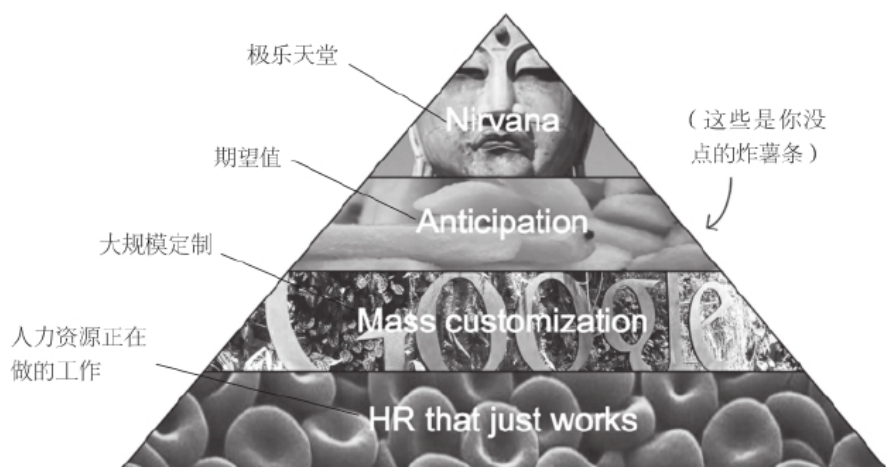 极乐天堂
Nirvana
（这些是你没
点的炸薯条）
期望值
Anticipation
大规模定制
Google
Mass customization
人力资源正在
做的工作
HR that just works